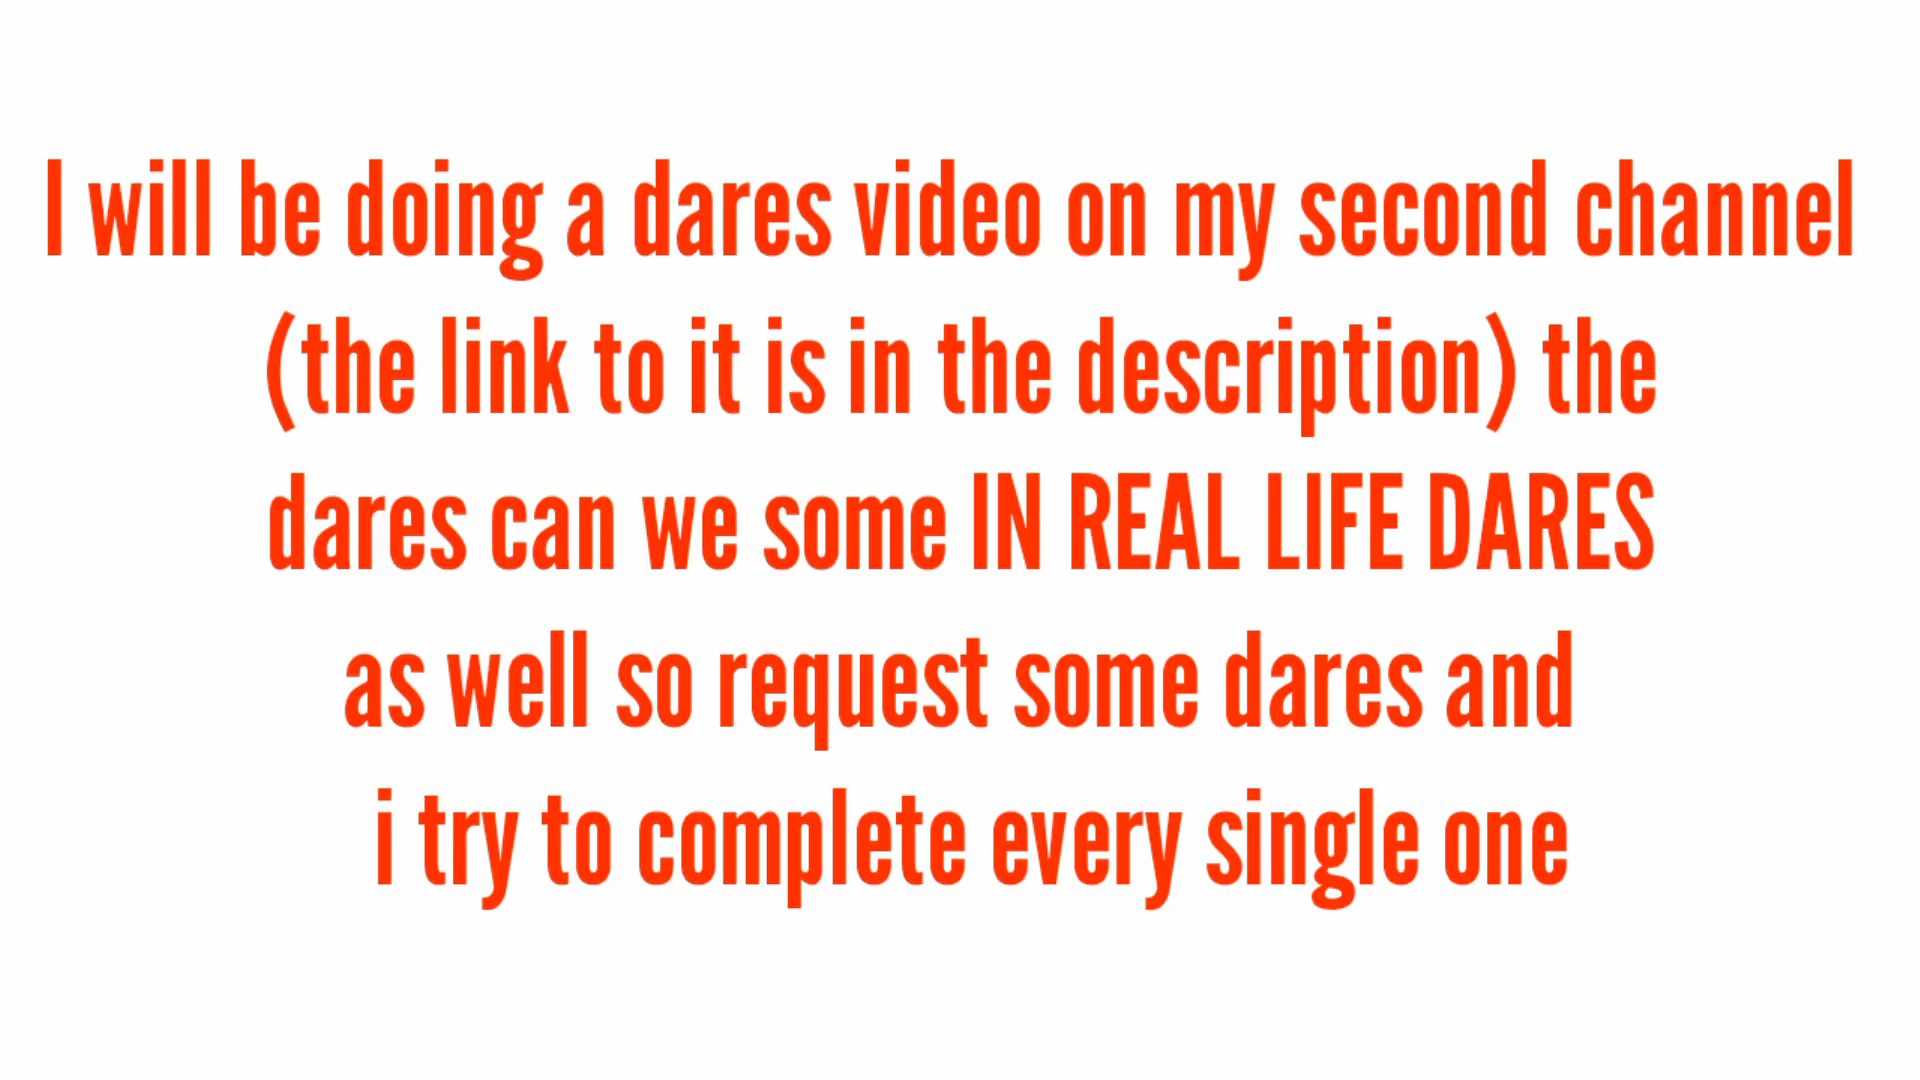 I will be doing a dares video on my second channel
(the link to it is in the description) the
dares can we some IN REAL LIFE DARES
as well so request some dares and
i try to complete every single one